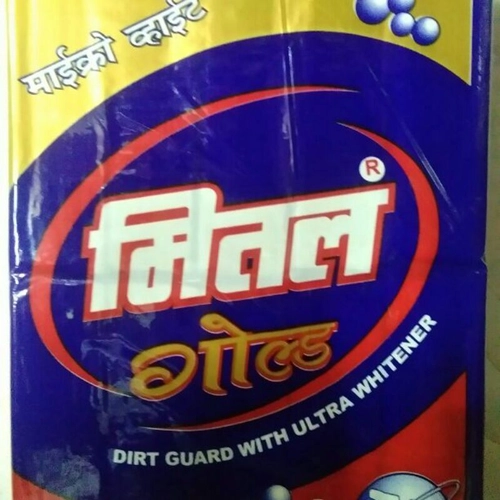 माईक्रो व्हाईट
मितल
®
गोल्ड
DIRT GUARD WITH ULTRA WHITENER